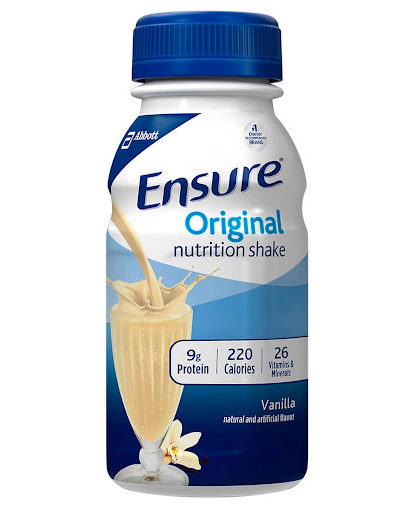 Abbott
#1
Doctor
RECOMMENDED
BRAND
Ensure®
Original
nutrition shake
9g
Protein
220
Calories
26
Vitamins &
Minerals
Vanilla
natural and artificial flavor